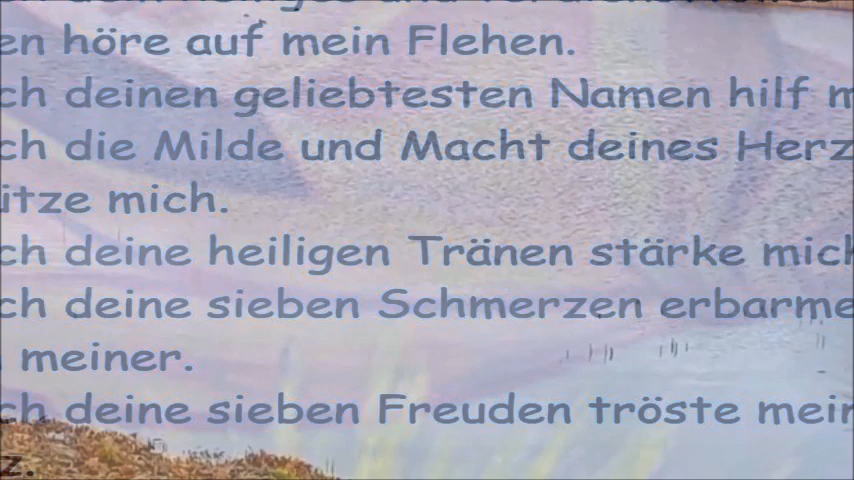 en höre auf mein Flehen.
ch deinen geliebtesten Namen hilf m
ch die Milde und Macht deines Herz
itze mich.
ch deine heiligen Tränen stärke mich
ch deine sieben Schmerzen erbarme
meiner.
ch deine sieben Freuden tröste mein
z.